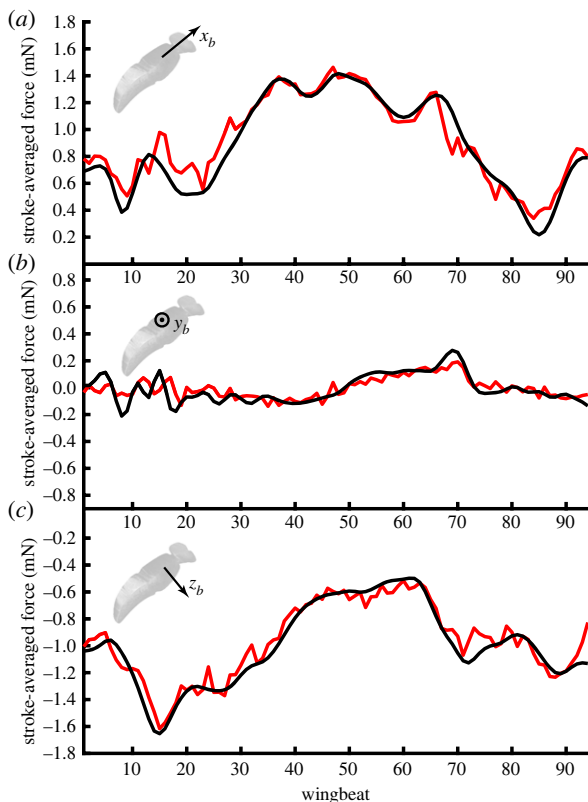 (a)
stroke-averaged force (mN)
1.8
1.6
1.4
1.2
1.0
0.8
0.6
0.4
0.2
x_b
10 20 30 40 50 60 70 80 90
(b)
stroke-averaged force (mN)
0.8
0.6
0.4
0.2
0.0
−0.2
−0.4
−0.6
−0.8
y_b
10 20 30 40 50 60 70 80 90
(c)
stroke-averaged force (mN)
−0.2
−0.4
−0.6
−0.8
−1.0
−1.2
−1.4
−1.6
−1.8
z_b
10 20 30 40 50 60 70 80 90
wingbeat